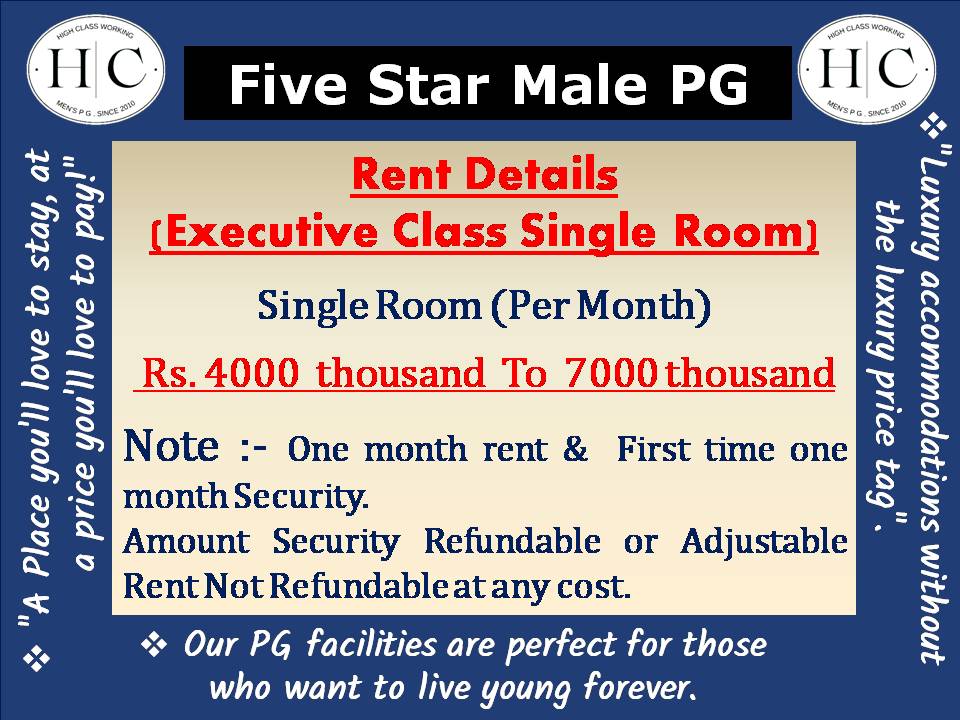 HIGH CLASS WORKING
H|C
MEN'S P G . SINCE 2010
Five Star Male PG
HIGH CLASS WORKING
H|C
MEN'S P G . SINCE 2010
❖ "A Place you'll love to stay, at
a price you'll love to pay!"
Rent Details
(Executive Class Single Room)
Single Room (Per Month)
Rs. 4000 thousand To 7000 thousand
Note :- One month rent & First time one
month Security.
Amount Security Refundable or Adjustable
Rent Not Refundable at any cost.
❖ "Luxury accommodations without
the luxury price tag".
❖ Our PG facilities are perfect for those
who want to live young forever.